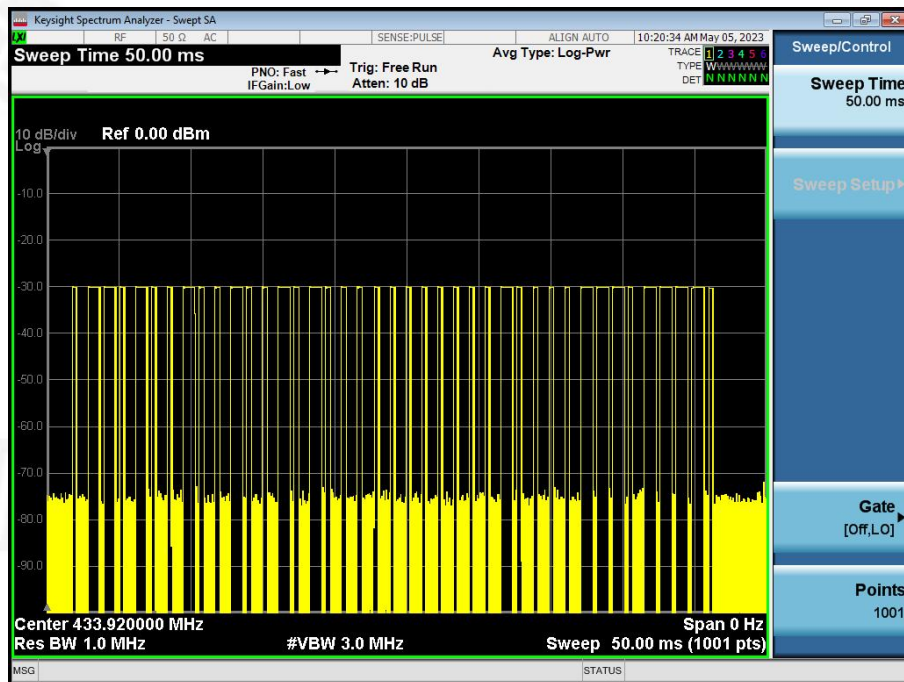 Keysight Spectrum Analyzer - Swept SA
LXI RF 50 Ω AC SENSE:PULSE ALIGN AUTO 10:20:34 AM May 05, 2023
Sweep Time 50.00 ms
PNO: Fast
IFGain:Low
Trig: Free Run
Atten: 10 dB
Avg Type: Log-Pwr
TRACE 1 2 3 4 5 6
TYPE WWWWWW
DET N N N N N N
10 dB/div Ref 0.00 dBm
Log
-10.0
-20.0
-30.0
-40.0
-50.0
-60.0
-70.0
-80.0
-90.0
Center 433.920000 MHz Span 0 Hz
Res BW 1.0 MHz #VBW 3.0 MHz Sweep 50.00 ms (1001 pts)
MSG STATUS
Sweep/Control
Sweep Time
50.00 ms
Sweep Setup
Gate
[Off,LO]
Points
1001